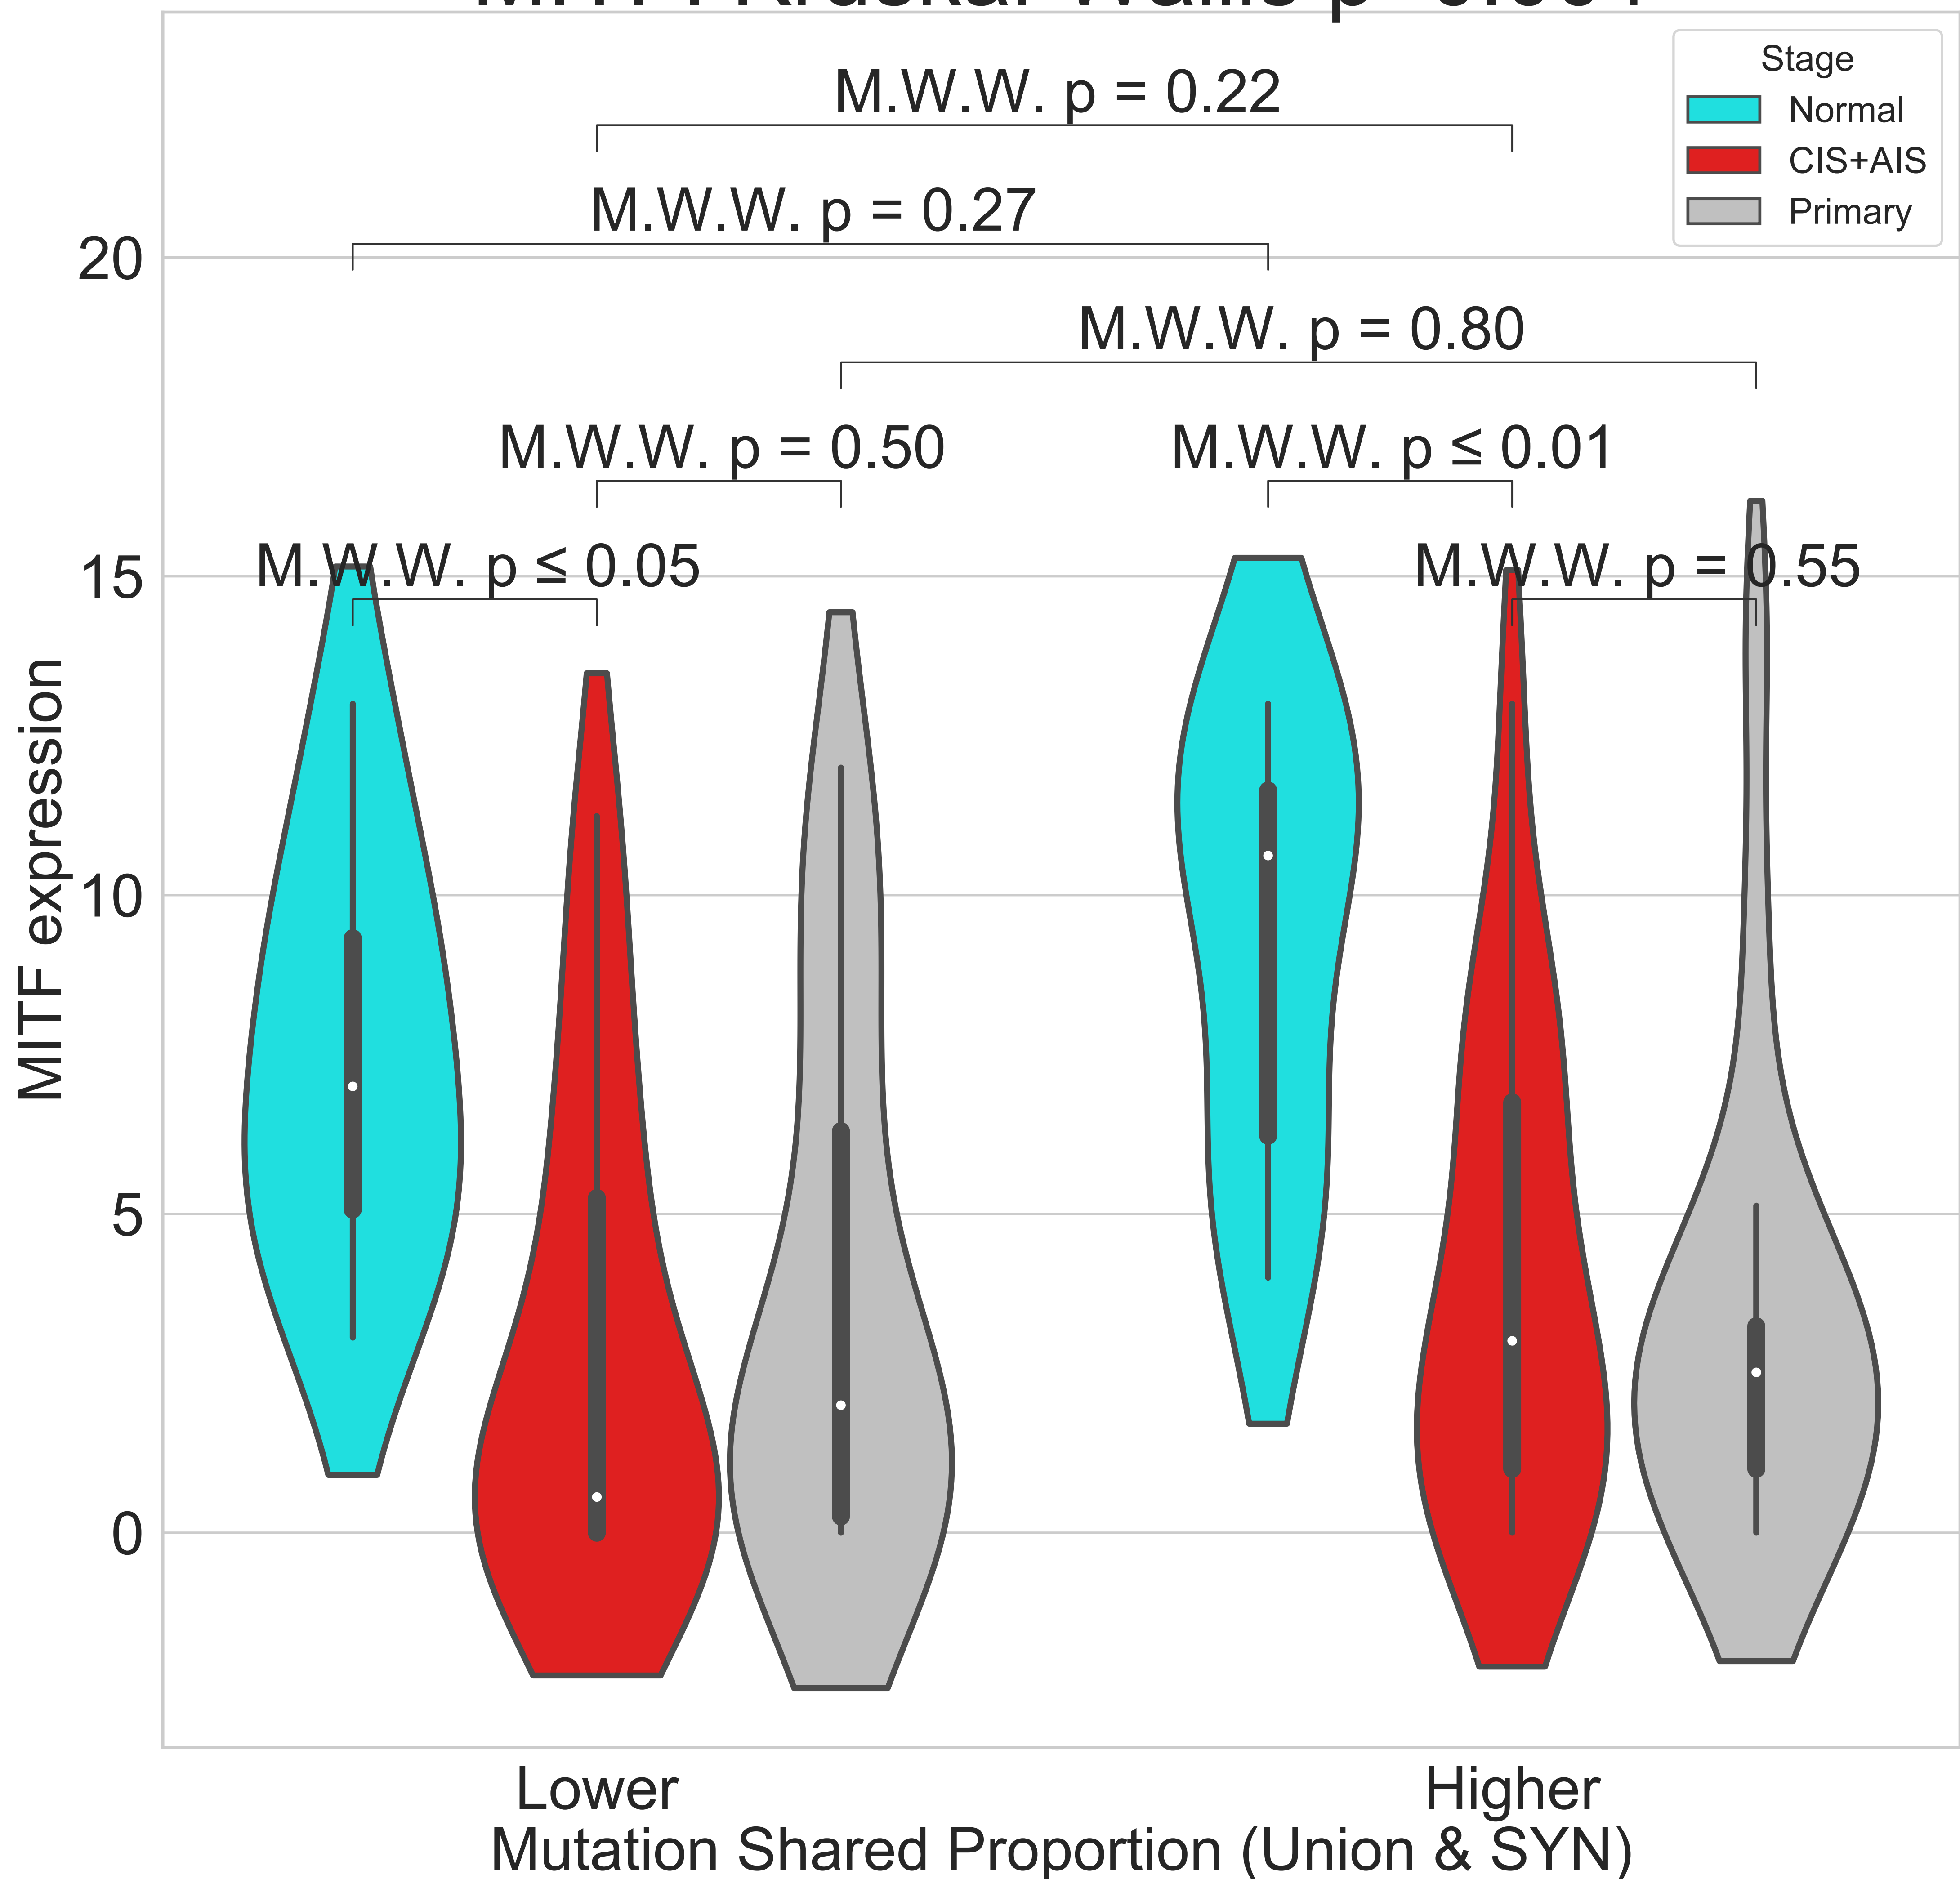 M.W.W. p = 0.22
M.W.W. p = 0.27
M.W.W. p = 0.80
M.W.W. p = 0.50
M.W.W. p ≤ 0.01
M.W.W. p ≤ 0.05
M.W.W. p = 0.55
Stage
Normal
CIS+AIS
Primary
20
15
10
5
0
MITF expression
Lower
Higher
Mutation Shared Proportion (Union & SYN)